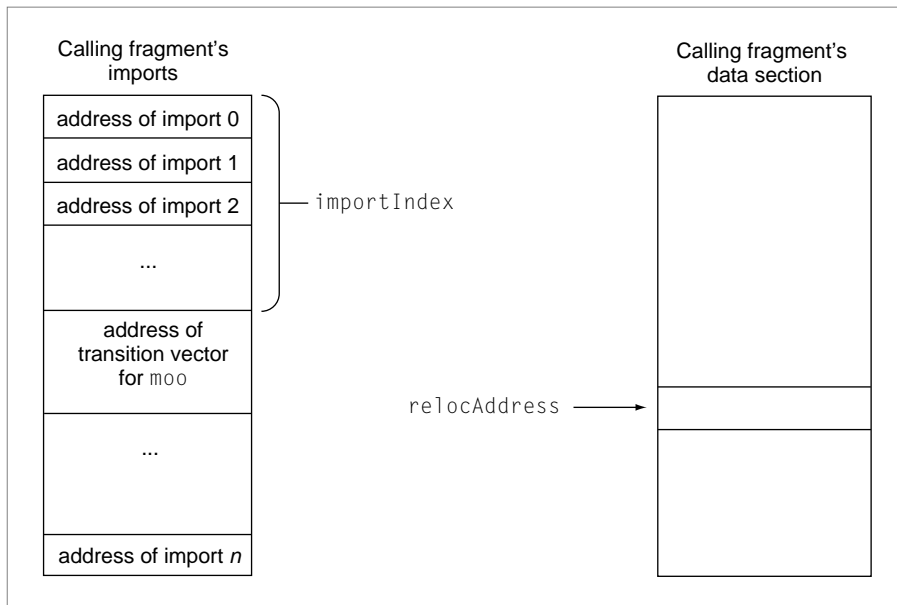 Calling fragment's
imports
address of import 0
address of import 1
address of import 2
...
address of
transition vector
for moo
...
address of import n
importIndex
relocAddress
Calling fragment's
data section